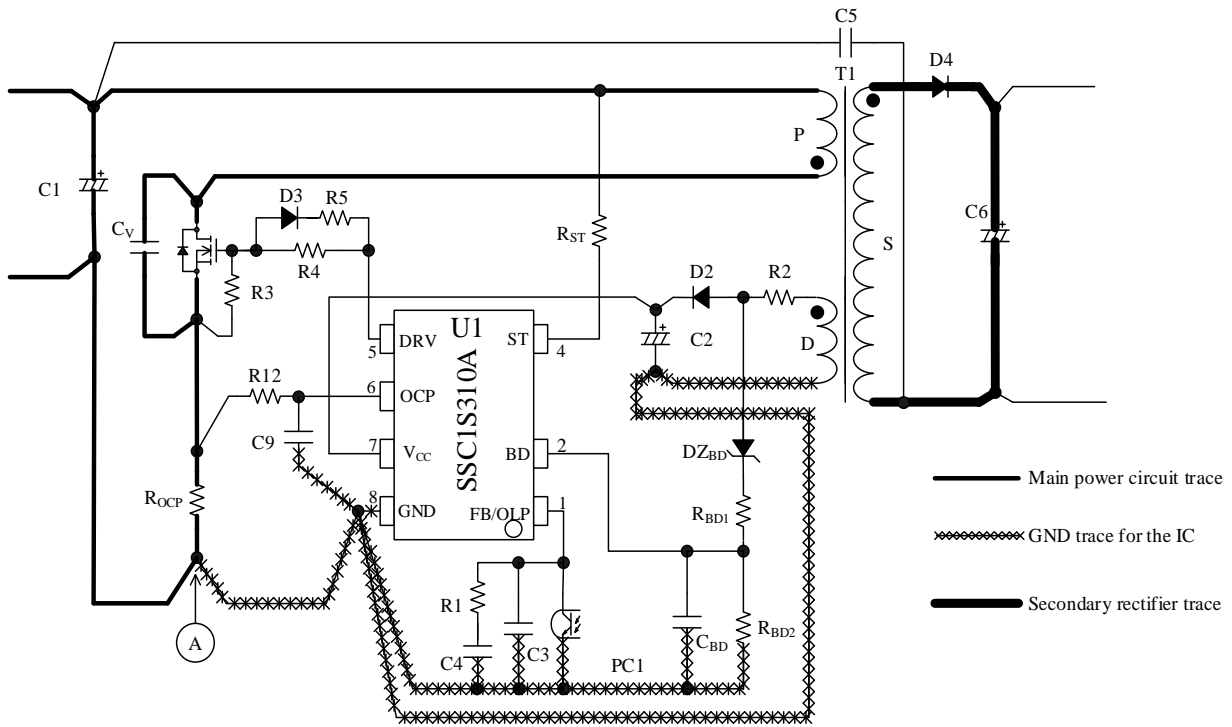 C5
D4
T1
P
C1
D3
R5
CV
RST
C6
R4
S
D2
R2
R3
U1
C2
DRV
ST
D
5
4
SSC1S310A
R12
6
OCP
C9
7
VCC
BD
2
DZBD
Main power circuit trace
ROCP
8
GND
FB/OLP
1
RBD1
GND trace for the IC
R1
CBD
RBD2
Secondary rectifier trace
A
C4
C3
PC1